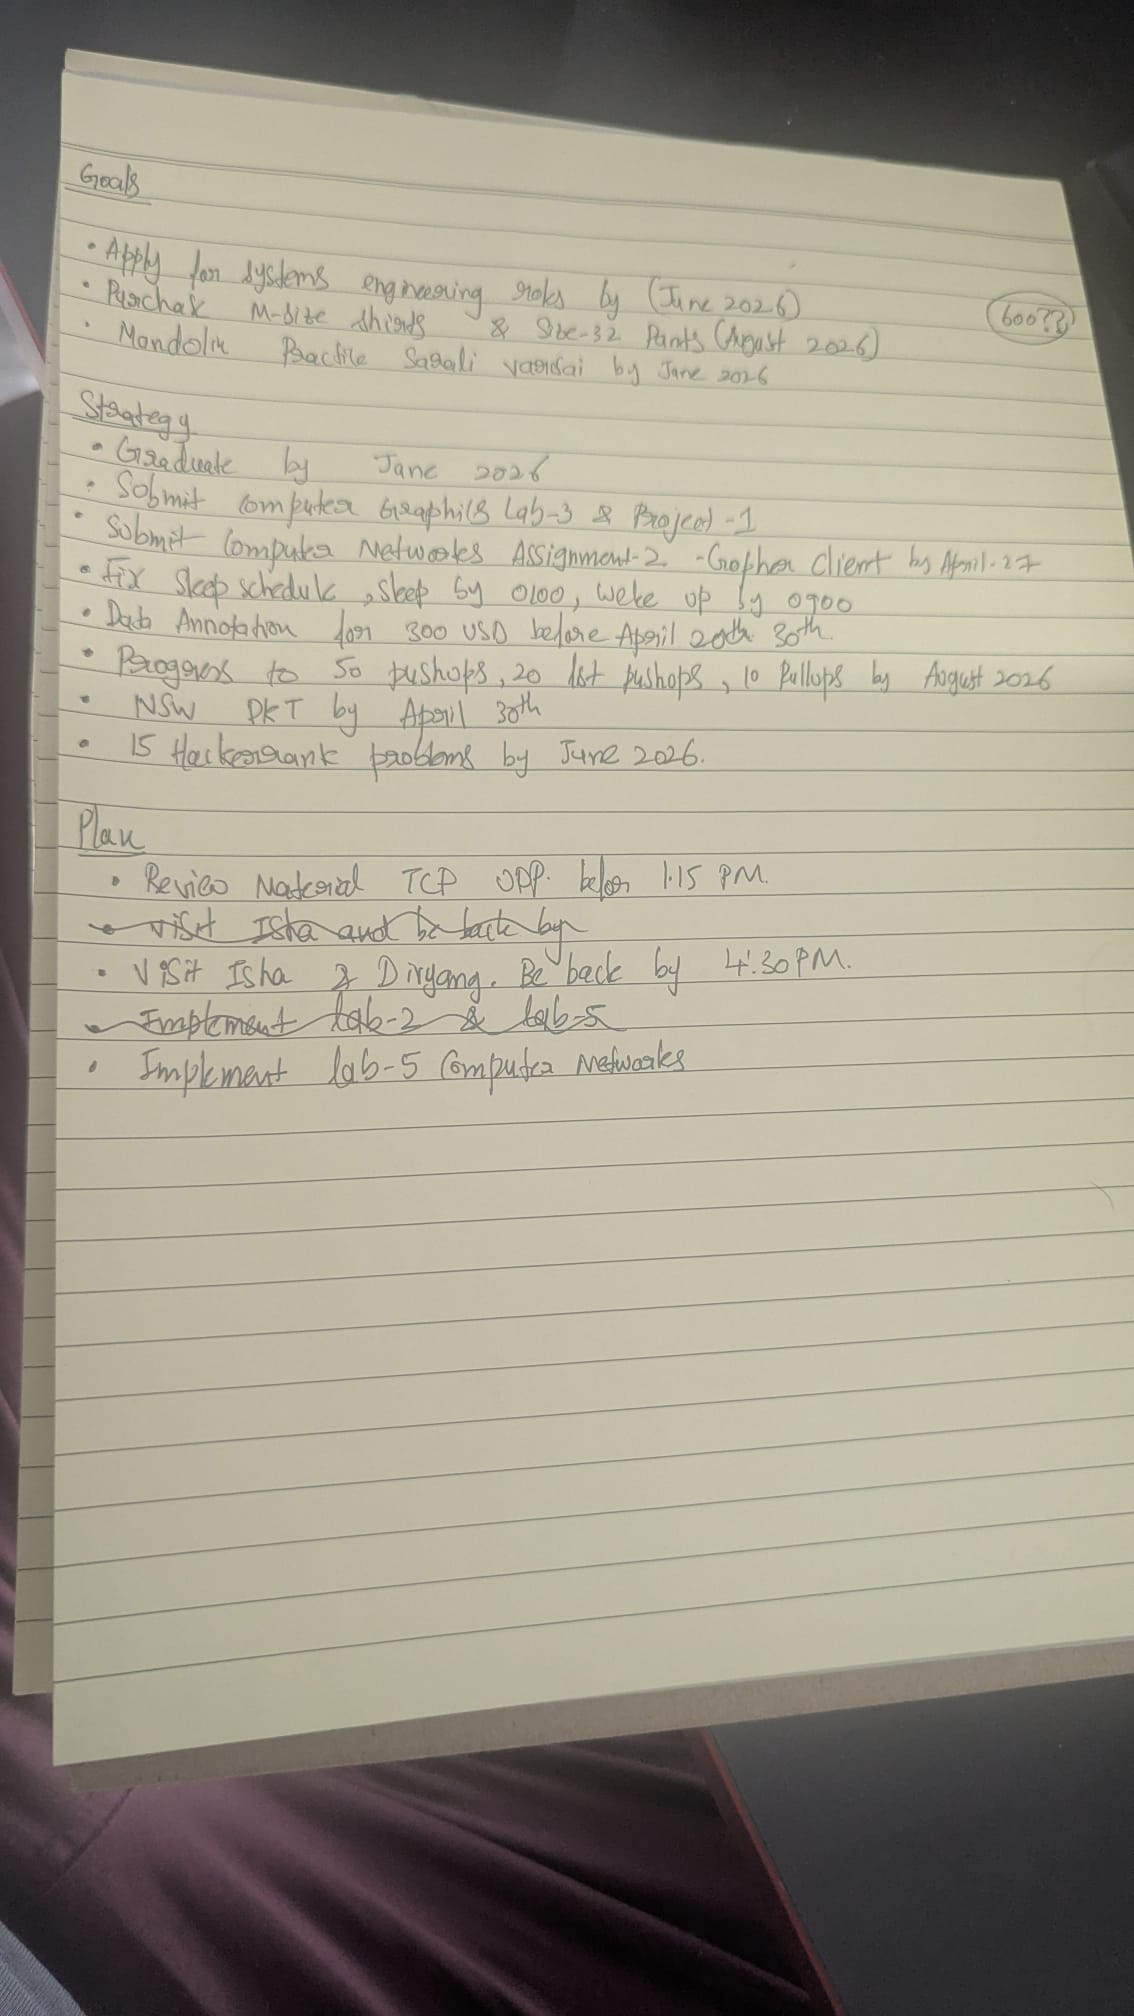 Goals
• Apply for systems engineering roles by (June 2026)
• Purchase M-Size shirts & Size-32 Pants (August 2026)
600??
• Mandolin Practice Sarali varisai by June 2026
Strategy
• Graduate by June 2026
• Submit Computer Graphics Lab-3 & Project-1
• Submit Computer Networks Assignment-2 -Gopher Client by April-27
• Fix Sleep schedule, sleep by 0100, wake up by 0900
• Data Annotation for 300 USD before April 20th 30th.
• Progress to 50 pushups, 20 pushups, 10 Pullups by August 2026
• NSW DKT by April 30th
• 15 Hackerrank problems by June 2026.
Plan
• Review Material TCP UDP. before 1.15 PM.
• Visit Isha and be back by
• Visit Isha & Be back by 4:30PM.
• Implement Lab-2 & Lab-5
• Implement lab-5 Computer Networks